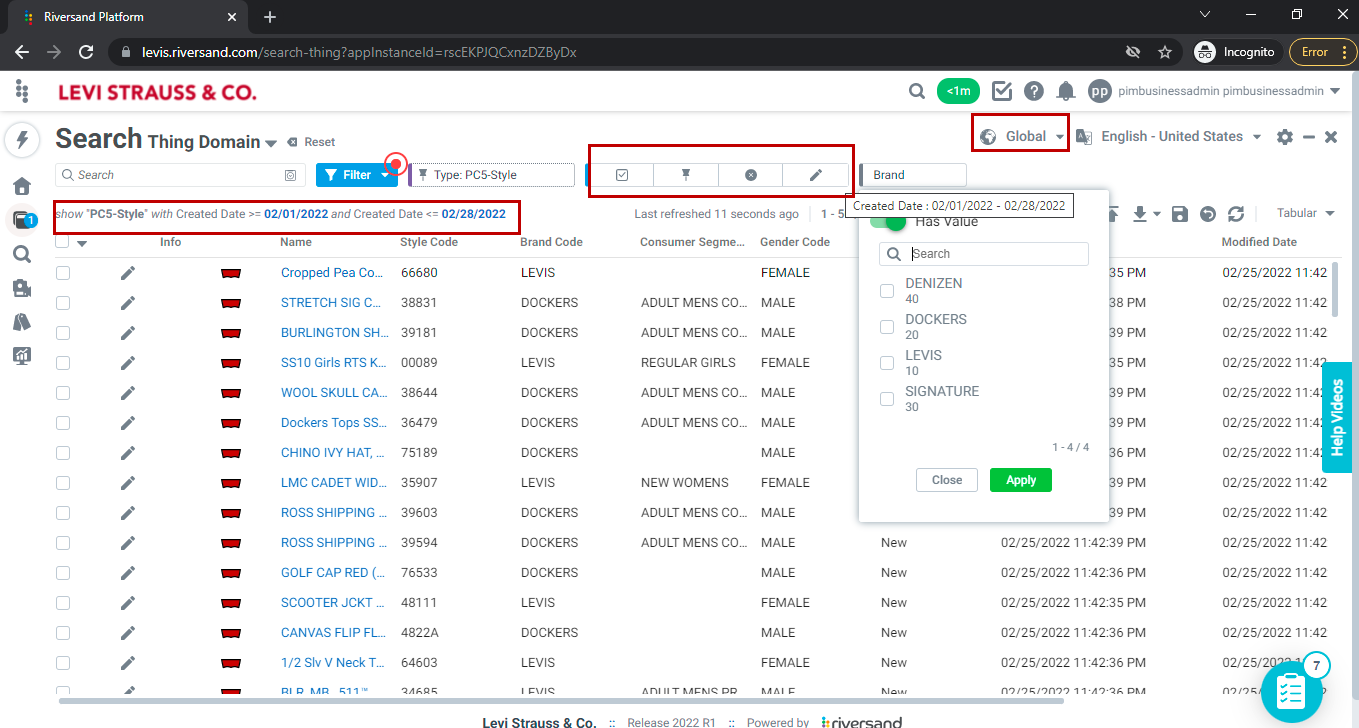 Riversand Platform
levis.riversand.com/search-thing?appInstanceId=rscEKPJQCxnzDZByDx
Incognito
Error
LEVI STRAUSS & CO.
<1m
pp
pimbusinessadmin pimbusinessadmin
Search Thing Domain
Reset
Global
English - United States
Search
Filter
Type: PC5-Style
Brand
show "PC5-Style" with Created Date >= 02/01/2022 and Created Date <= 02/28/2022
Last refreshed 11 seconds ago
1 - 5
Created Date : 02/01/2022 - 02/28/2022
Tabular
1
Has Value
Search
DENIZEN
40
DOCKERS
20
LEVIS
10
SIGNATURE
30
1 - 4 / 4
Close
Apply
Info Name Style Code Brand Code Consumer Segme... Gender Code Modified Date
Cropped Pea Co... 66680 LEVIS FEMALE 35 PM 02/25/2022 11:42
STRETCH SIG C... 38831 DOCKERS ADULT MENS CO... MALE 38 PM 02/25/2022 11:42
BURLINGTON SH... 39181 DOCKERS ADULT MENS CO... MALE 39 PM 02/25/2022 11:42
SS10 Girls RTS K... 00089 LEVIS REGULAR GIRLS FEMALE 35 PM 02/25/2022 11:42
WOOL SKULL CA... 38644 DOCKERS ADULT MENS CO... MALE 39 PM 02/25/2022 11:42
Dockers Tops SS... 36479 DOCKERS ADULT MENS CO... MALE 39 PM 02/25/2022 11:42
CHINO IVY HAT, ... 75189 DOCKERS MALE 36 PM 02/25/2022 11:42
LMC CADET WID... 35907 LEVIS NEW WOMENS FEMALE 36 PM 02/25/2022 11:42
ROSS SHIPPING ... 39603 DOCKERS ADULT MENS CO... MALE 39 PM 02/25/2022 11:42
ROSS SHIPPING ... 39594 DOCKERS ADULT MENS CO... MALE New 02/25/2022 11:42:39 PM 02/25/2022 11:42
GOLF CAP RED (... 76533 DOCKERS MALE New 02/25/2022 11:42:36 PM 02/25/2022 11:42
SCOOTER JCKT ... 48111 LEVIS FEMALE New 02/25/2022 11:42:35 PM 02/25/2022 11:42
CANVAS FLIP FL... 4822A DOCKERS MALE New 02/25/2022 11:42:36 PM 02/25/2022 11:42
1/2 Slv V Neck T... 64603 LEVIS FEMALE New 02/25/2022 11:42:36 PM 02/25/2022
BLR, MB , 511™ 34685 LEVIS ADULT MENS PR... MALE New 02/25/2022 11:42:36 PM
Help Videos
7
Levi Strauss & Co. :: Release 2022 R1 :: Powered by riversand